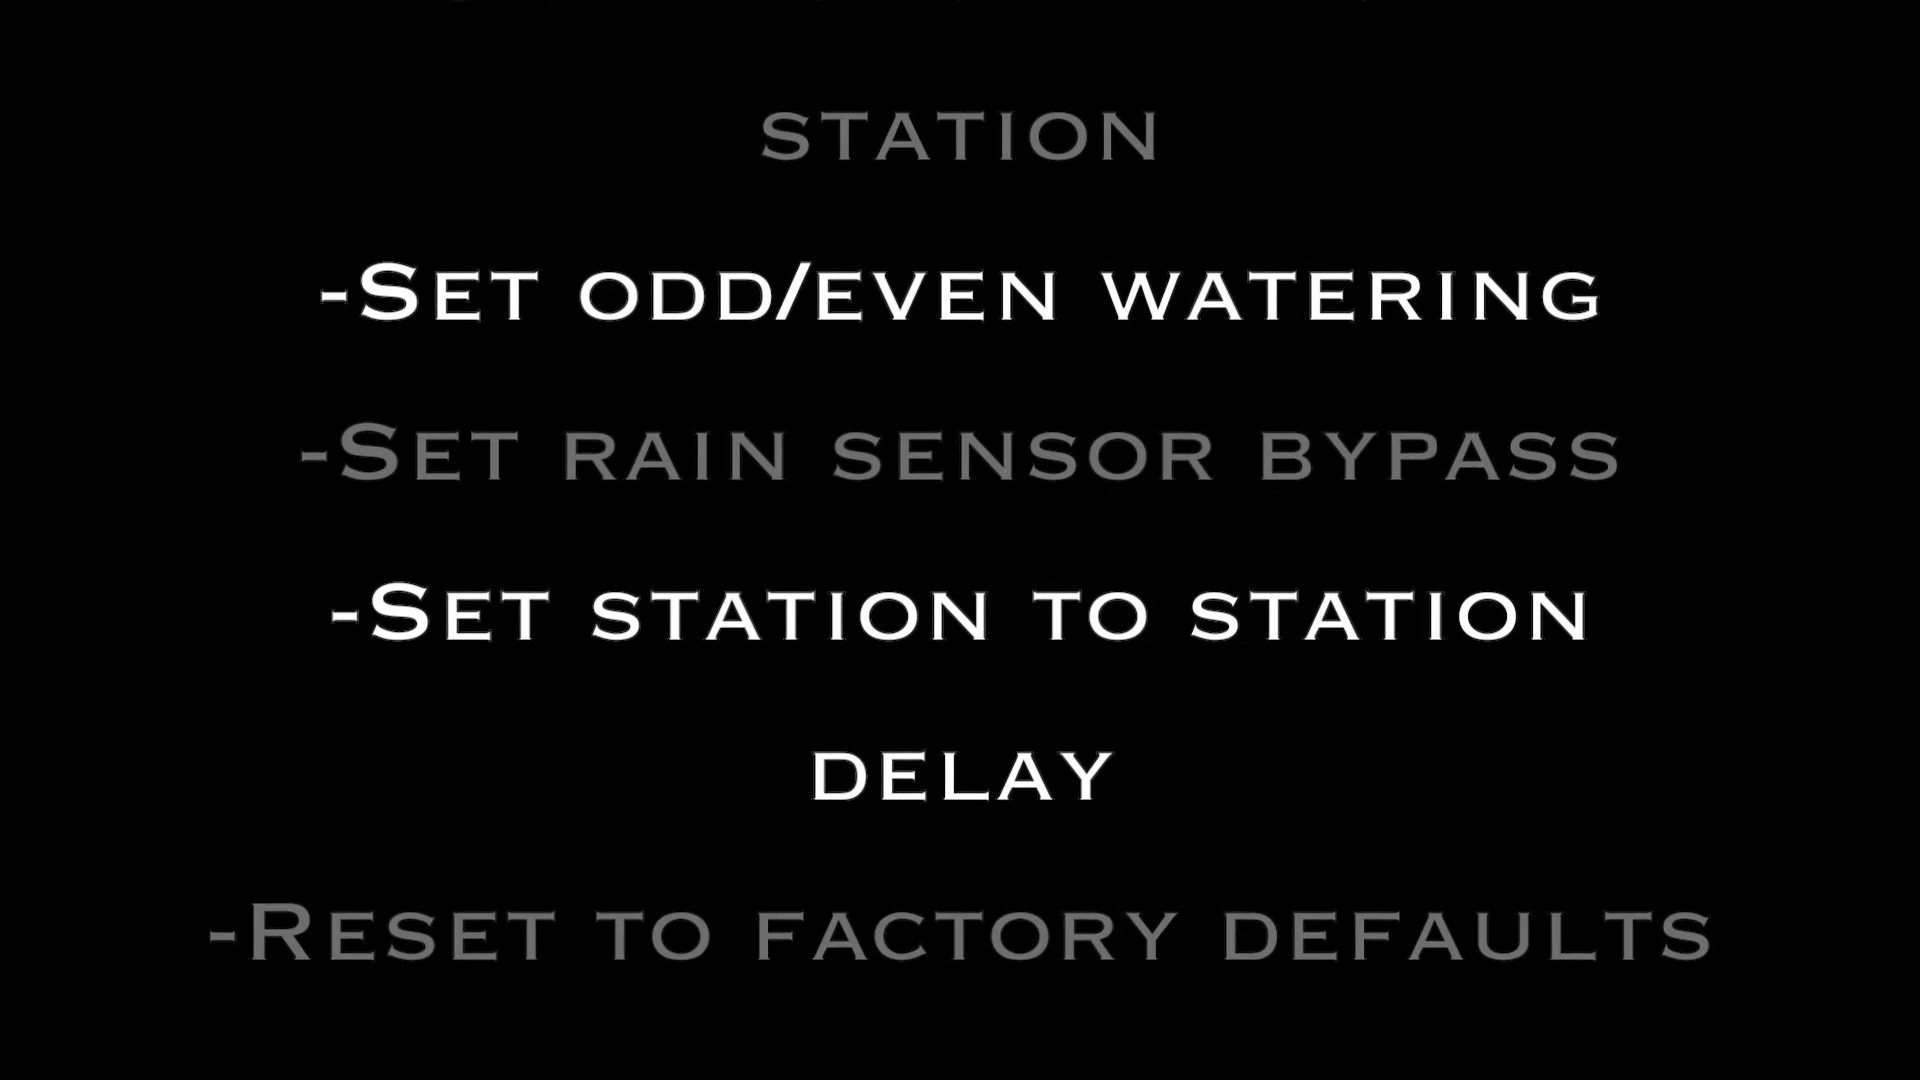 STATION
-SET ODD/EVEN WATERING
-SET RAIN SENSOR BYPASS
-SET STATION TO STATION
DELAY
-RESET TO FACTORY DEFAULTS